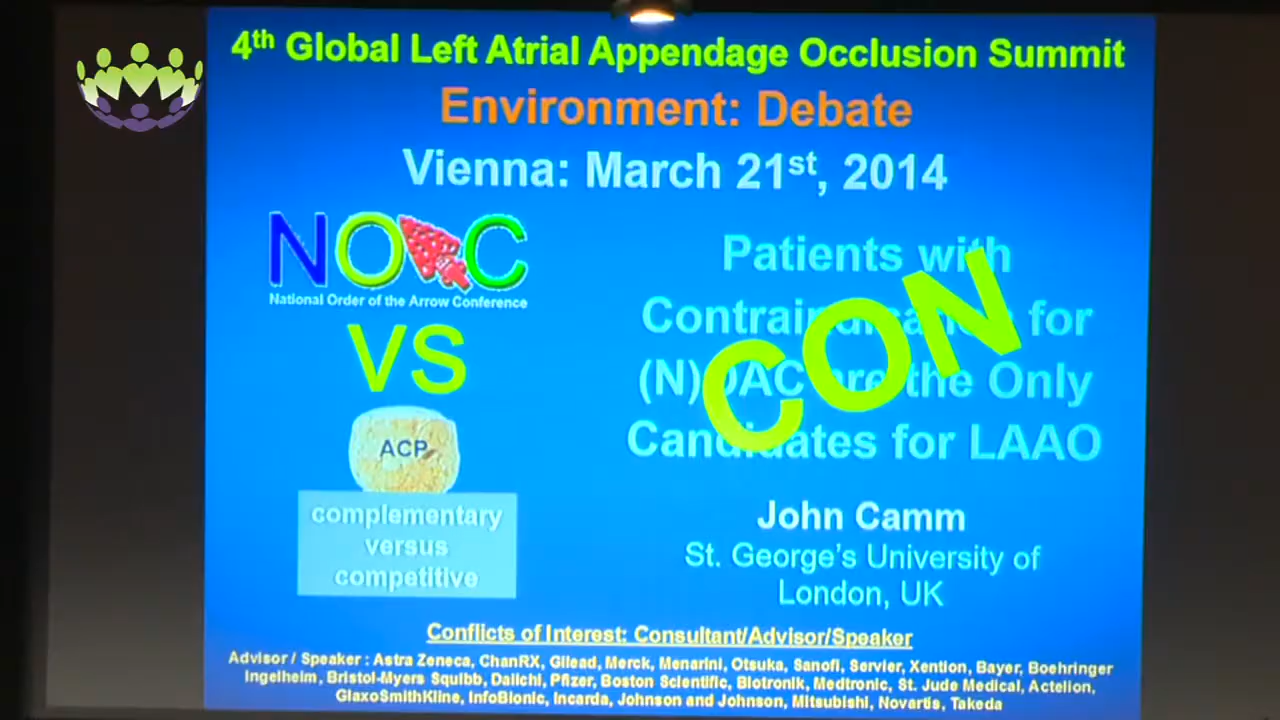 4th Global Left Atrial Appendage Occlusion Summit
Environment: Debate
Vienna: March 21st, 2014
NOAC
National Order of the Arrow Conference
VS
ACP
complementary
versus
competitive
Patients with
Contraindications for
(N)OAC are the Only
Candidates for LAAO
CON
John Camm
St. George's University of
London, UK
Conflicts of Interest: Consultant/Advisor/Speaker
Advisor / Speaker : Astra Zeneca, ChanRX, Gilead, Merck, Menarini, Otsuka, Sanofi, Servier, Xention, Bayer, Boehringer
Ingelheim, Bristol-Myers Squibb, Daiichi, Pfizer, Boston Scientific, Biotronik, Medtronic, St. Jude Medical, Actelion,
GlaxoSmithKline, InfoBionic, Incarda, Johnson and Johnson, Mitsubishi, Novartis, Takeda